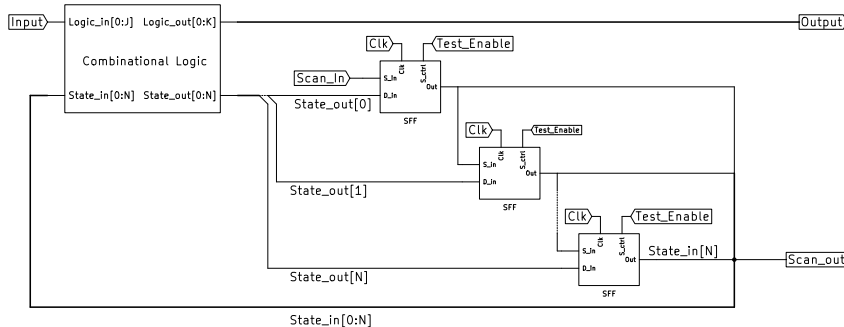 Input
Logic_in[0:J] Logic_out[0:K]
Output
Combinational Logic
State_in[0:N] State_out[0:N]
Clk
Test_Enable
Scan_In
Clk
S_ctrl
S_in
D_in
Out
SFF
State_out[0]
Clk
Test_Enable
Clk
S_ctrl
S_in
D_in
Out
SFF
State_out[1]
Clk
Test_Enable
Clk
S_ctrl
S_in
D_in
Out
SFF
State_in[N]
Scan_out
State_out[N]
State_in[0:N]